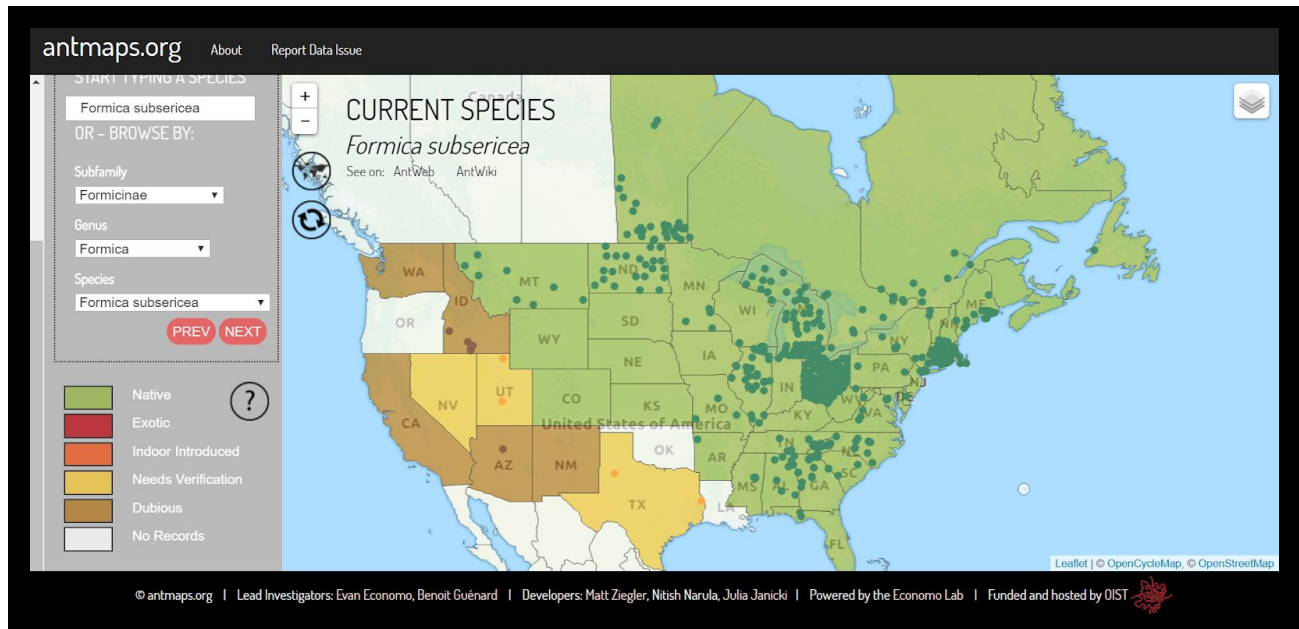 antmaps.org About Report Data Issue
START TYPING A SPECIES
Formica subsericea
OR – BROWSE BY:
Subfamily
Formicinae
Genus
Formica
Species
Formica subsericea
PREV NEXT
Native
Exotic
Indoor Introduced
Needs Verification
Dubious
No Records
?
+
−
CURRENT SPECIES
Formica subsericea
See on: AntWeb AntWiki
Canada
WA
MT
ND
MN
ID
OR
SD
WI
ME
WY
NY
NE
IA
PA
NJ
NV
UT
CO
IN
DE
KS
MO
KY
WV
VA
CA
United States of America
AZ
NM
OK
AR
TN
NC
SC
TX
MS
AL
GA
LA
FL
Leaflet | © OpenCycleMap, © OpenStreetMap
© antmaps.org | Lead Investigators: Evan Economo, Benoit Guénard | Developers: Matt Ziegler, Nitish Narula, Julia Janicki | Powered by the Economo Lab | Funded and hosted by OIST